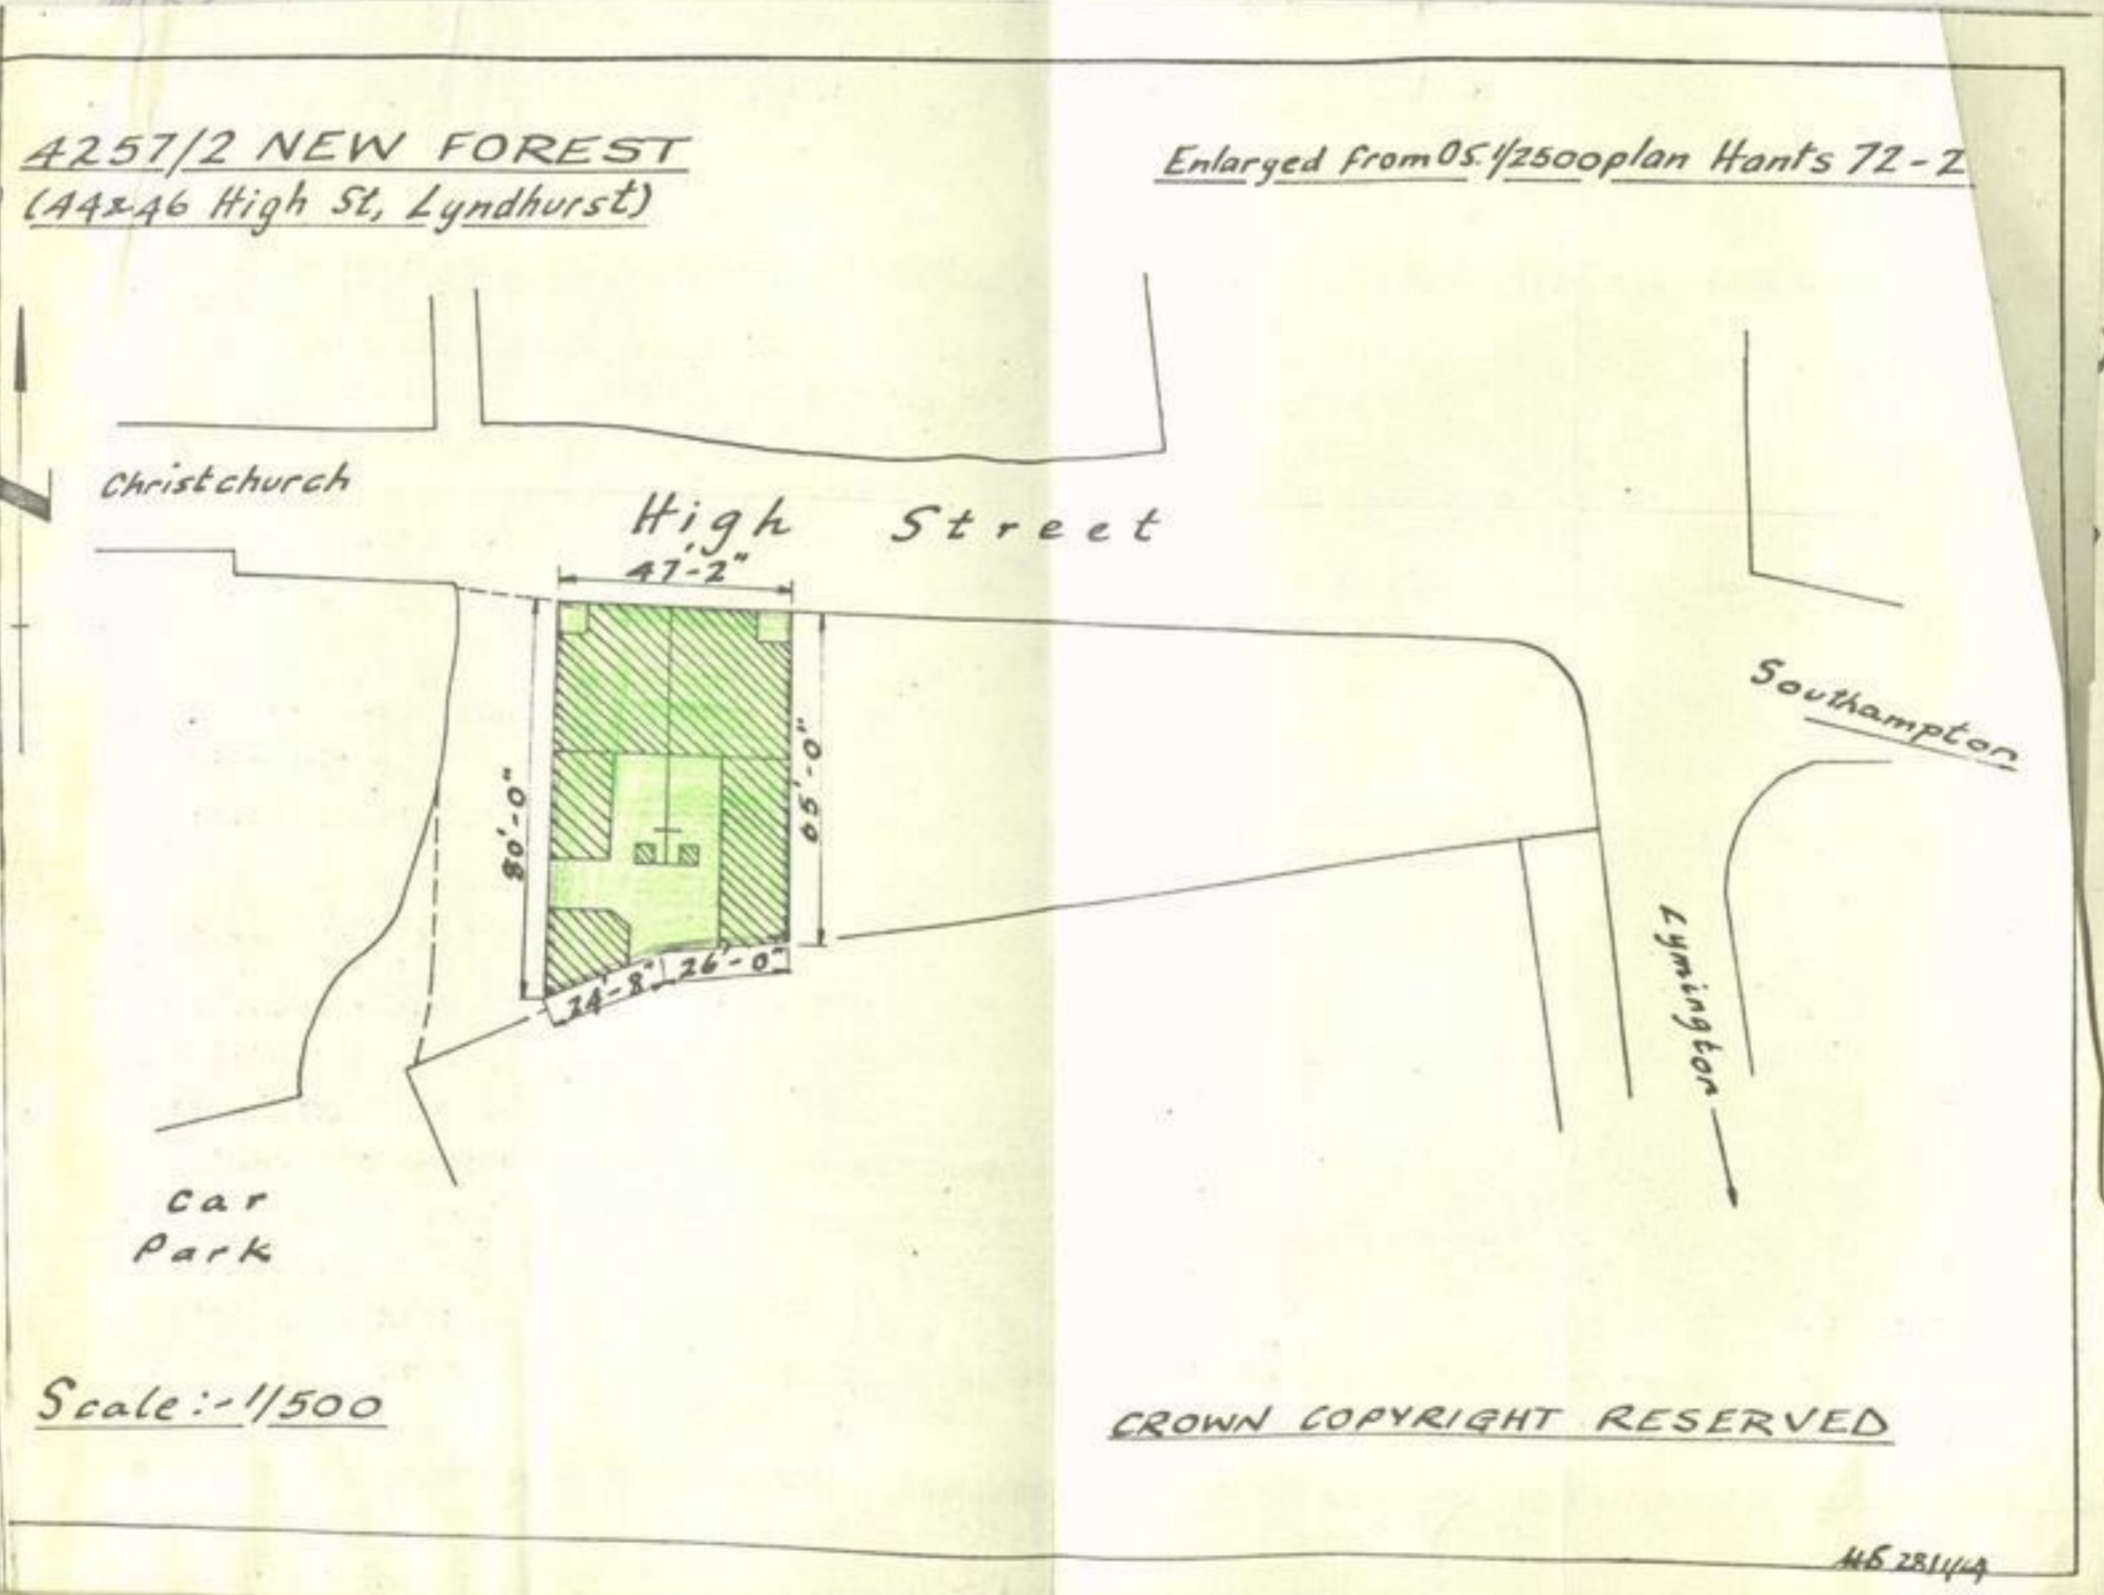 4257/2 NEW FOREST
(44&46 High St, Lyndhurst)
Enlarged from OS. 1/2500 plan Hants 72-2
Christchurch
High Street
47'-2"
80'-0"
65'-0"
24'-8"
26'-0"
Southampton
Lymington
Car
Park
Scale:- 1/500
CROWN COPYRIGHT RESERVED